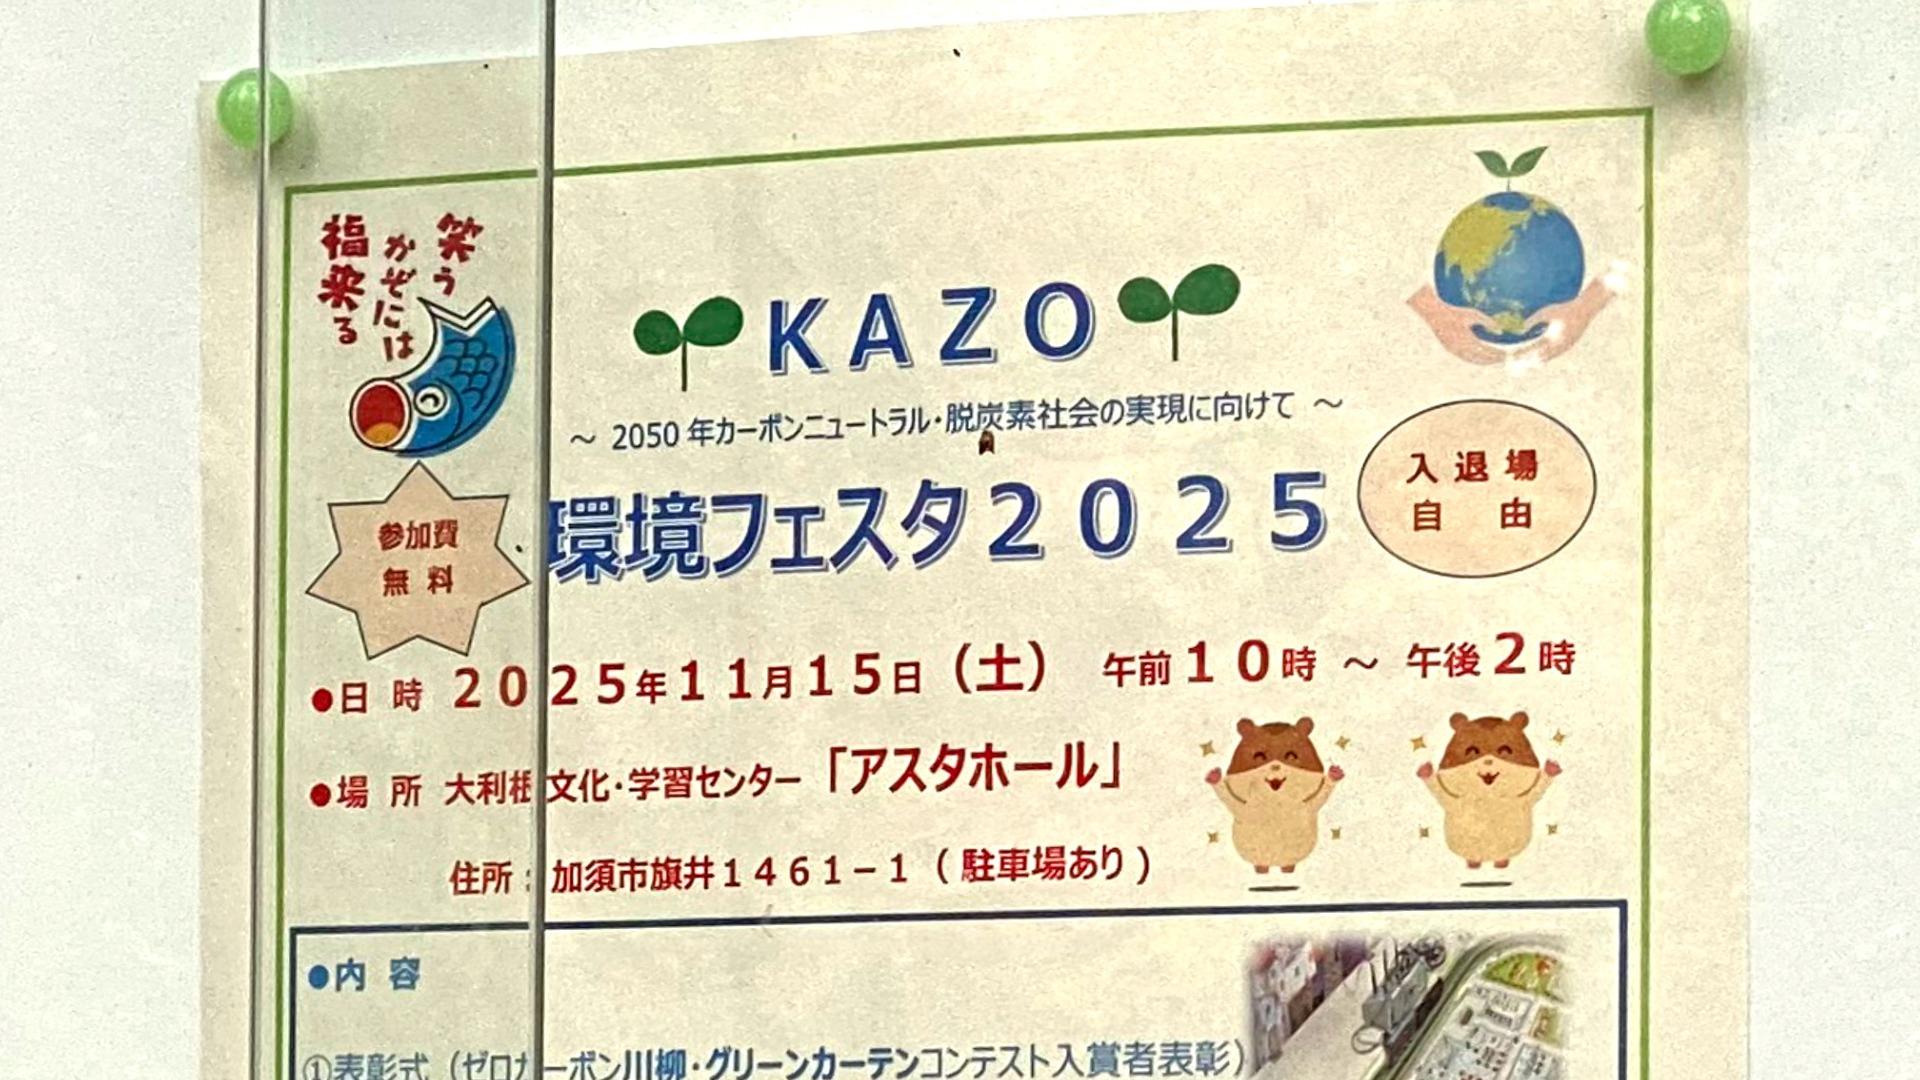 笑う
かぞには
福来る
KAZO
～ 2050年カーボンニュートラル・脱炭素社会の実現に向けて ～
環境フェスタ２０２５
入退場
自由
参加費
無料
●日 時 ２０２５年１１月１５日（土） 午前１０時 ～ 午後２時
●場 所 大利根文化・学習センター「アスタホール」
住所：加須市旗井１４６１－１（駐車場あり）
●内 容
①表彰式（ゼロカーボン川柳・グリーンカーテンコンテスト入賞者表彰）